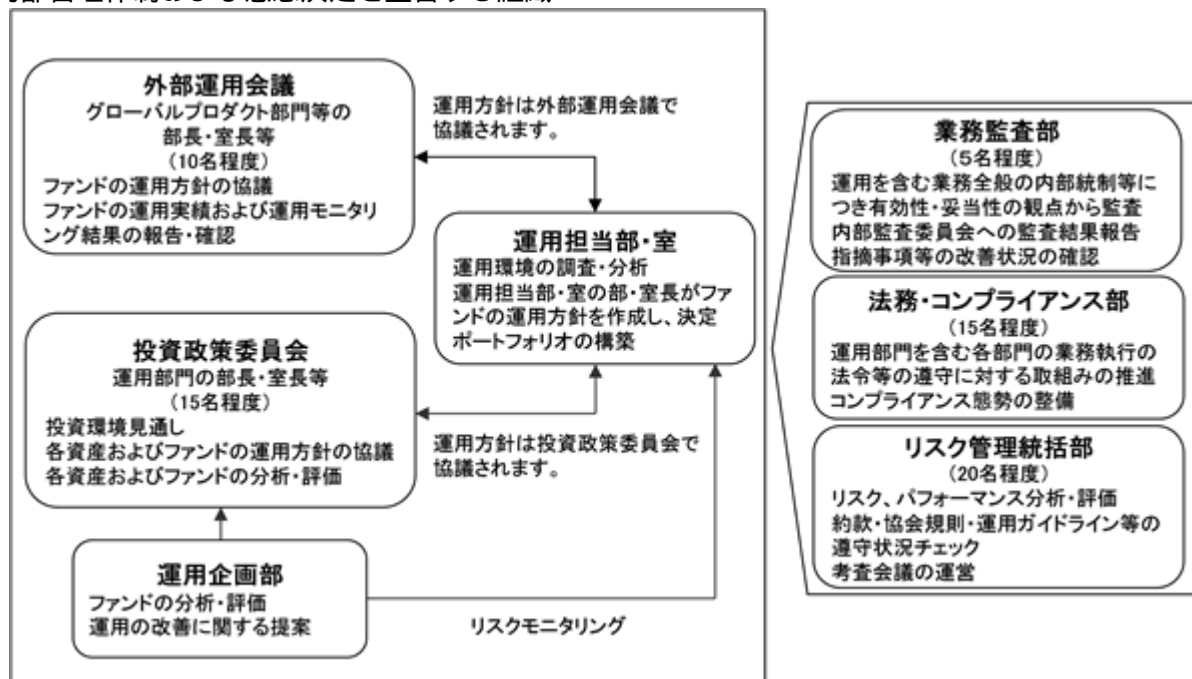 内部管理体制および意思決定を監督する組織
外部運用会議
グローバルプロダクト部門等の
部長・室長等
(10名程度)
ファンドの運用方針の協議
ファンドの運用実績および運用モニタリ
ング結果の報告・確認
運用方針は外部運用会議で
協議されます。
運用担当部・室
運用環境の調査・分析
運用担当部・室の部・室長がファ
ンドの運用方針を作成し、決定
ポートフォリオの構築
投資政策委員会
運用部門の部長・室長等
(15名程度)
投資環境見通し
各資産およびファンドの運用方針の協議
各資産およびファンドの分析・評価
運用方針は投資政策委員会で
協議されます。
運用企画部
ファンドの分析・評価
運用の改善に関する提案
リスクモニタリング
業務監査部
(5名程度)
運用を含む業務全般の内部統制等に
つき有効性・妥当性の観点から監査
内部監査委員会への監査結果報告
指摘事項等の改善状況の確認
法務・コンプライアンス部
(15名程度)
運用部門を含む各部門の業務執行の
法令等の遵守に対する取組みの推進
コンプライアンス態勢の整備
リスク管理統括部
(20名程度)
リスク、パフォーマンス分析・評価
約款・協会規則・運用ガイドライン等の
遵守状況チェック
考査会議の運営